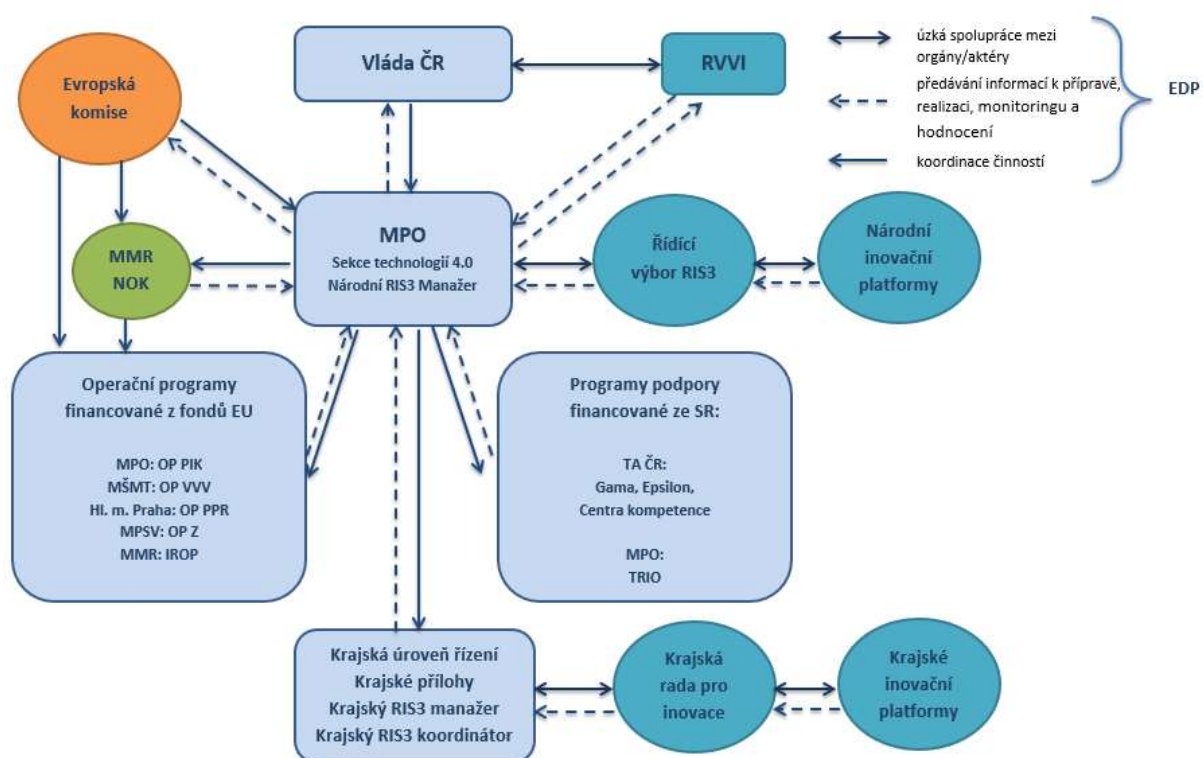 Vláda ČR
RVVI
Evropská
komise
úzká spolupráce mezi
orgány/aktéry
předávání informací k přípravě,
realizaci, monitoringu a
hodnocení
koordinace činností
EDP
MMR
NOK
MPO
Sekce technologií 4.0
Národní RIS3 Manažer
Řídící
výbor RIS3
Národní
inovační
platformy
Operační programy
financované z fondů EU
MPO: OP PIK
MŠMT: OP VVV
Hl. m. Praha: OP PPR
MPSV: OP Z
MMR: IROP
Programy podpory
financované ze SR:
TA ČR:
Gama, Epsilon,
Centra kompetence
MPO:
TRIO
Krajská úroveň řízení
Krajské přílohy
Krajský RIS3 manažer
Krajský RIS3 koordinátor
Krajská
rada pro
inovace
Krajské
inovační
platformy